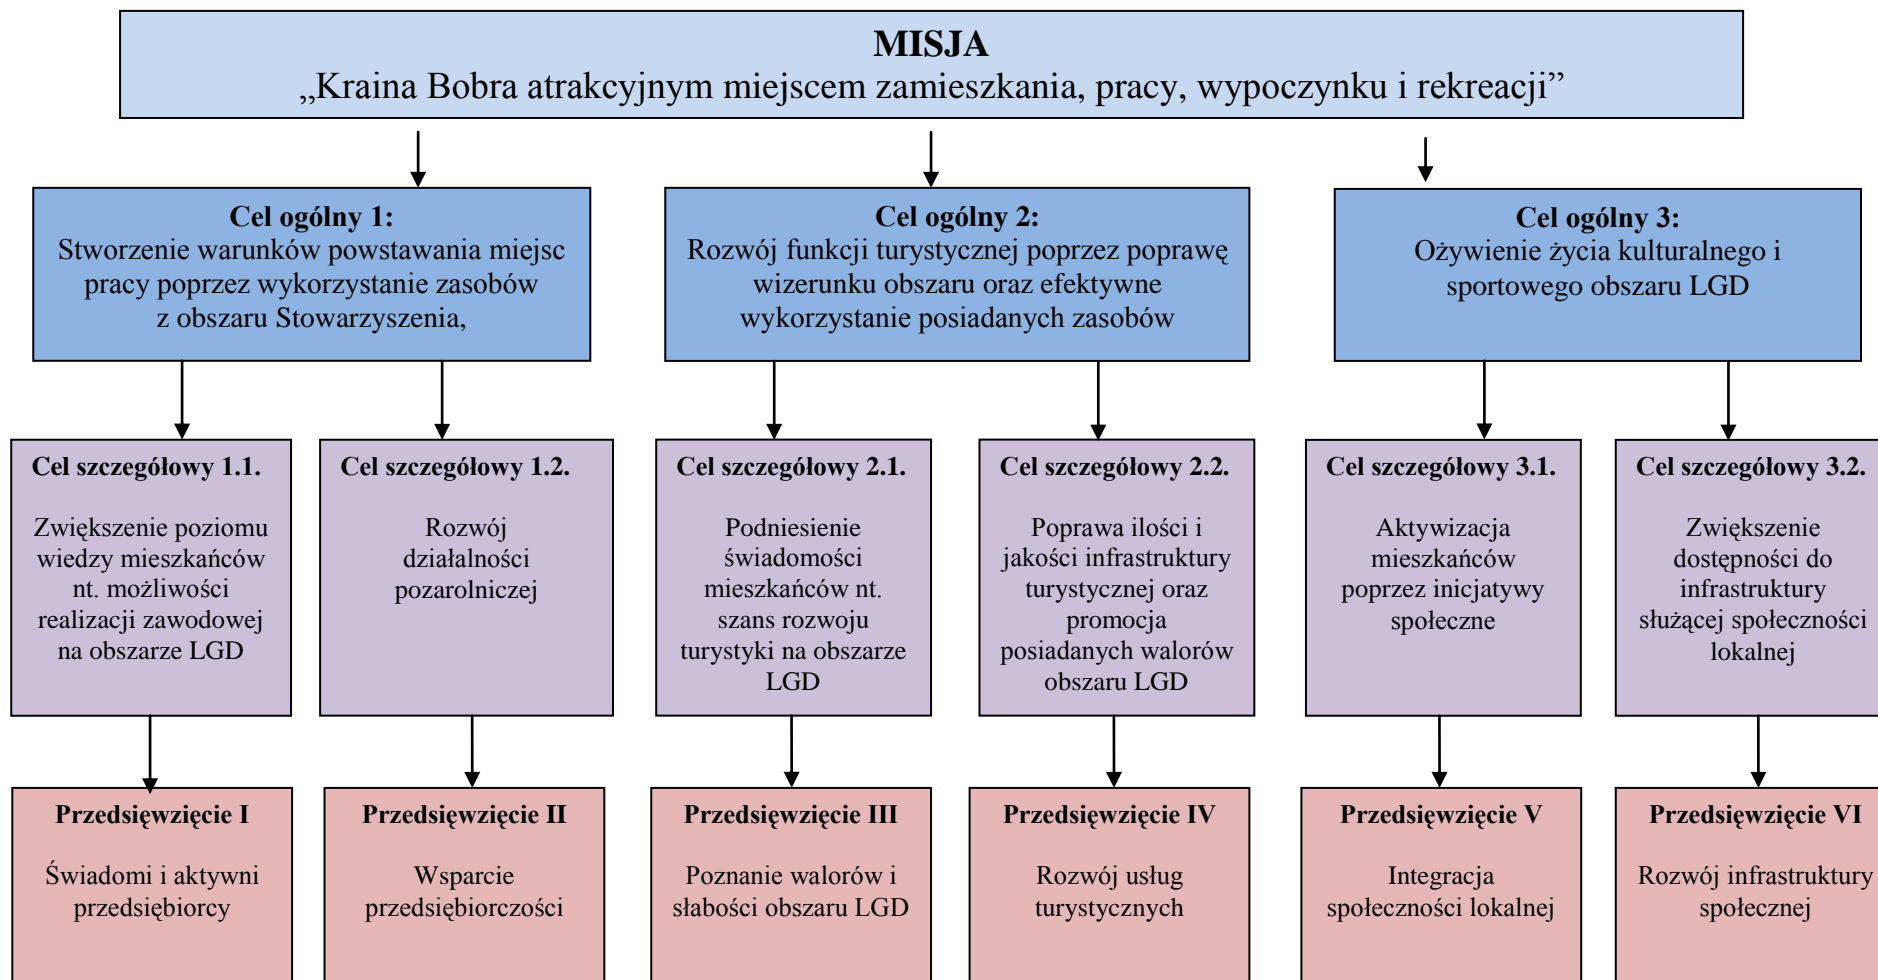 MISJA
„Kraina Bobra atrakcyjnym miejscem zamieszkania, pracy, wypoczynku i rekreacji”
Cel ogólny 1:
Stworzenie warunków powstawania miejsc
pracy poprzez wykorzystanie zasobów
z obszaru Stowarzyszenia,
Cel ogólny 2:
Rozwój funkcji turystycznej poprzez poprawę
wizerunku obszaru oraz efektywne
wykorzystanie posiadanych zasobów
Cel ogólny 3:
Ożywienie życia kulturalnego i
sportowego obszaru LGD
Cel szczegółowy 1.1.
Zwiększenie poziomu
wiedzy mieszkańców
nt. możliwości
realizacji zawodowej
na obszarze LGD
Cel szczegółowy 1.2.
Rozwój
działalności
pozarolniczej
Cel szczegółowy 2.1.
Podniesienie
świadomości
mieszkańców nt.
szans rozwoju
turystyki na obszarze
LGD
Cel szczegółowy 2.2.
Poprawa ilości i
jakości infrastruktury
turystycznej oraz
promocja
posiadanych walorów
obszaru LGD
Cel szczegółowy 3.1.
Aktywizacja
mieszkańców
poprzez inicjatywy
społeczne
Cel szczegółowy 3.2.
Zwiększenie
dostępności do
infrastruktury
służącej społeczności
lokalnej
Przedsięwzięcie I
Świadomi i aktywni
przedsiębiorcy
Przedsięwzięcie II
Wsparcie
przedsiębiorczości
Przedsięwzięcie III
Poznanie walorów i
słabości obszaru LGD
Przedsięwzięcie IV
Rozwój usług
turystycznych
Przedsięwzięcie V
Integracja
społeczności lokalnej
Przedsięwzięcie VI
Rozwój infrastruktury
społecznej